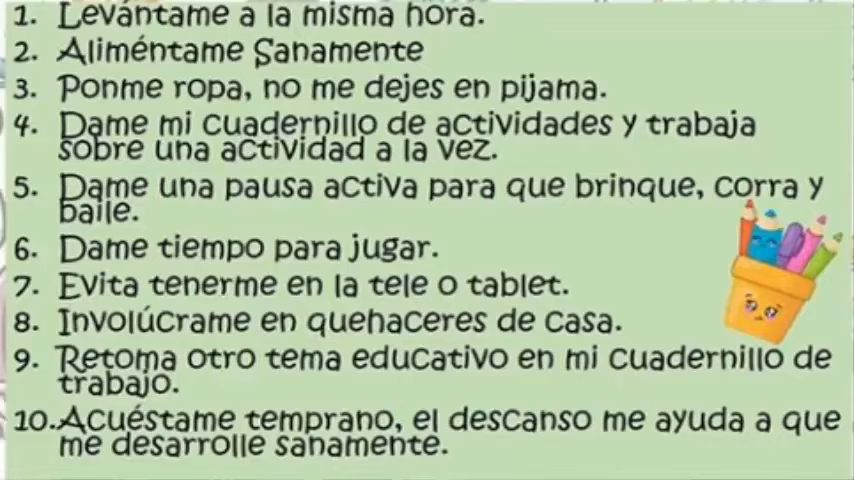 1. Levántame a la misma hora.
2. Aliméntame Sanamente
3. Ponme ropa, no me dejes en pijama.
4. Dame mi cuadernillo de actividades y trabaja
sobre una actividad a la vez.
5. Dame una pausa activa para que brinque, corra y
baile.
6. Dame tiempo para jugar.
7. Evita tenerme en la tele o tablet.
8. Involúcrame en quehaceres de casa.
9. Retoma otro tema educativo en mi cuadernillo de
trabajo.
10. Acuéstame temprano, el descanso me ayuda a que
me desarrolle sanamente.